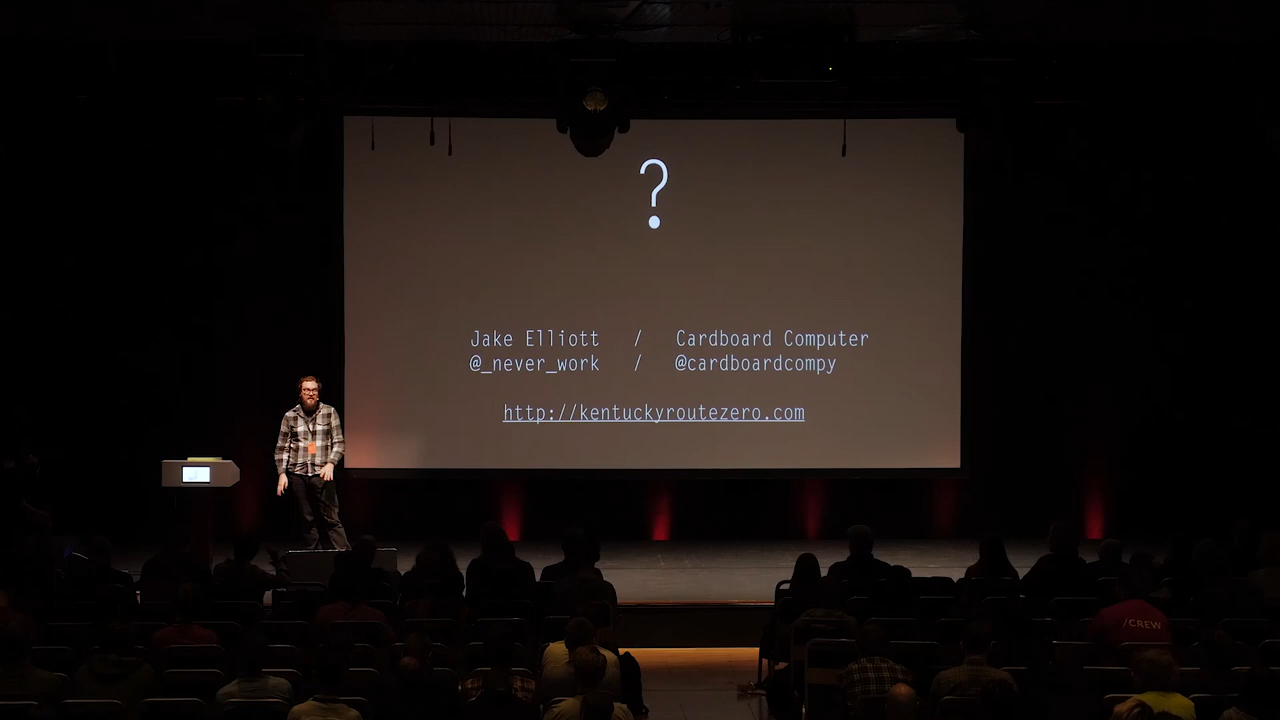 ?
Jake Elliott / Cardboard Computer
@_never_work / @cardboardcompy
http://kentuckyroutezero.com
/CREW